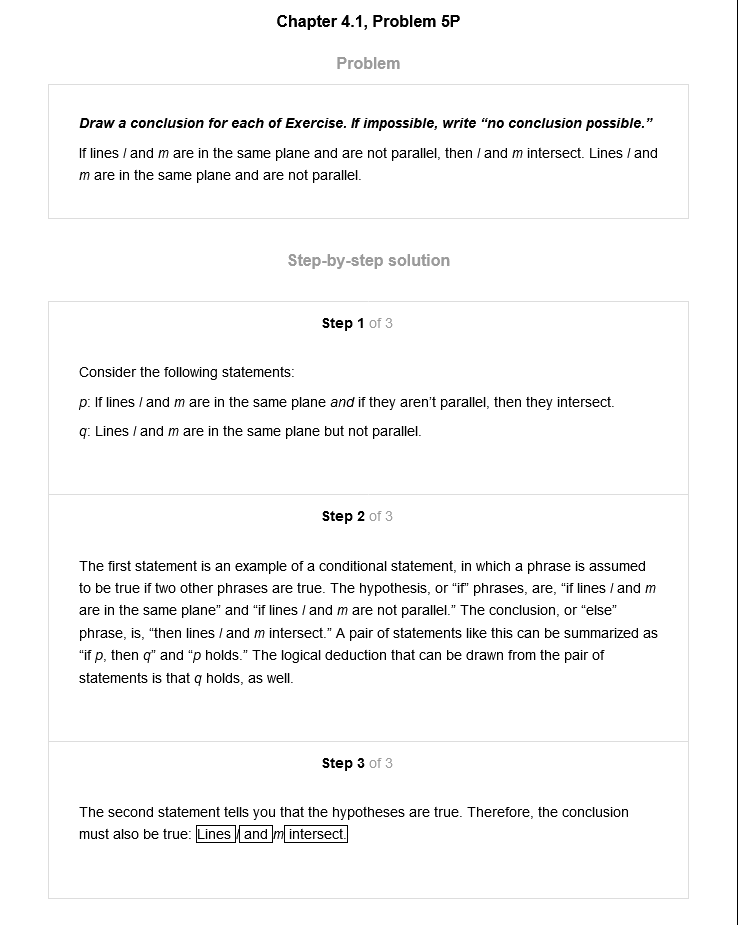 Chapter 4.1, Problem 5P
Problem
Draw a conclusion for each of Exercise. If impossible, write “no conclusion possible.”
If lines l and m are in the same plane and are not parallel, then l and m intersect. Lines l and
m are in the same plane and are not parallel.
Step-by-step solution
Step 1 of 3
Consider the following statements:
p: If lines l and m are in the same plane and if they aren’t parallel, then they intersect.
q: Lines l and m are in the same plane but not parallel.
Step 2 of 3
The first statement is an example of a conditional statement, in which a phrase is assumed
to be true if two other phrases are true. The hypothesis, or “if” phrases, are, “if lines l and m
are in the same plane” and “if lines l and m are not parallel.” The conclusion, or “else”
phrase, is, “then lines l and m intersect.” A pair of statements like this can be summarized as
“if p, then q” and “p holds.” The logical deduction that can be drawn from the pair of
statements is that q holds, as well.
Step 3 of 3
The second statement tells you that the hypotheses are true. Therefore, the conclusion
must also be true: Lines l and m intersect.